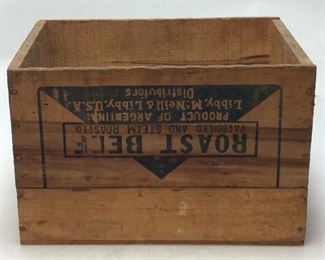 ROAST BEEF
PARBOILED AND STEAM ROASTED
PRODUCT OF ARGENTINA
Libby, McNeill & Libby, U.S.A.
Distributors